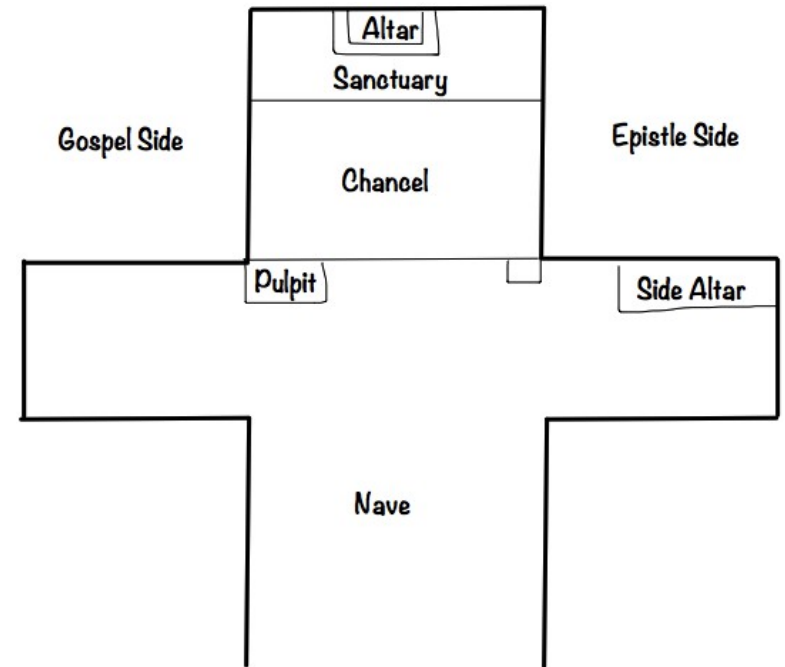 Altar
Sanctuary
Gospel Side
Epistle Side
Chancel
Pulpit
Side Altar
Nave